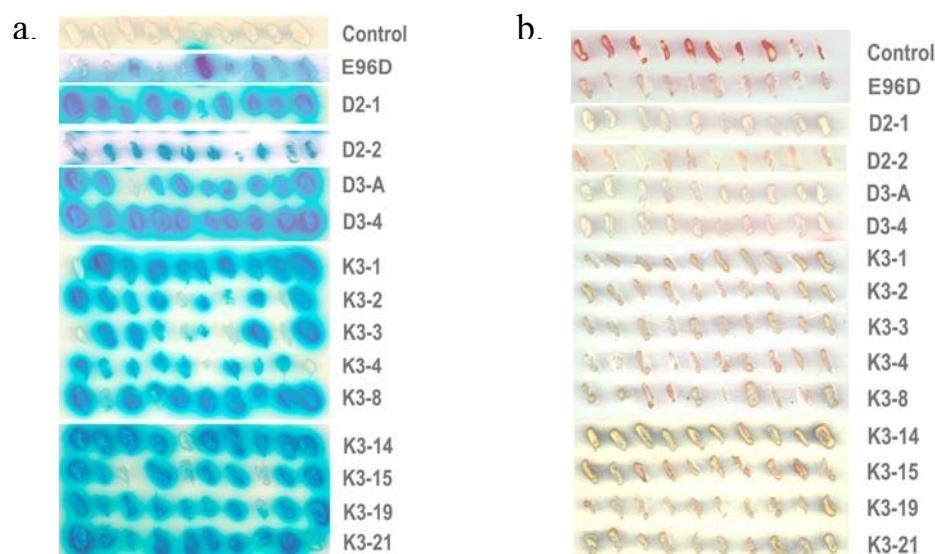 a.
Control
E96D
D2-1
D2-2
D3-A
D3-4
K3-1
K3-2
K3-3
K3-4
K3-8
K3-14
K3-15
K3-19
K3-21
b.
Control
E96D
D2-1
D2-2
D3-A
D3-4
K3-1
K3-2
K3-3
K3-4
K3-8
K3-14
K3-15
K3-19
K3-21